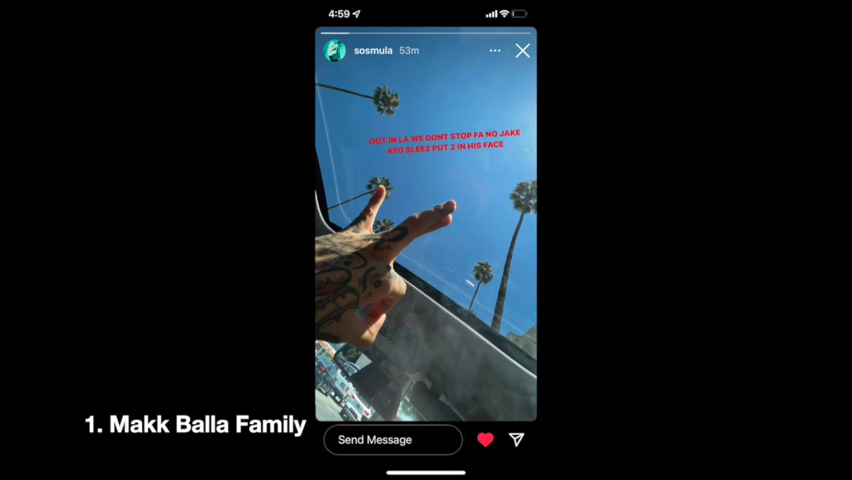 4:59
sosmula 53m
OUT IN LA WE DONT STOP FA NO JAKE
AYO SLEEZ PUT 2 IN HIS FACE
1. Makk Balla Family
Send Message